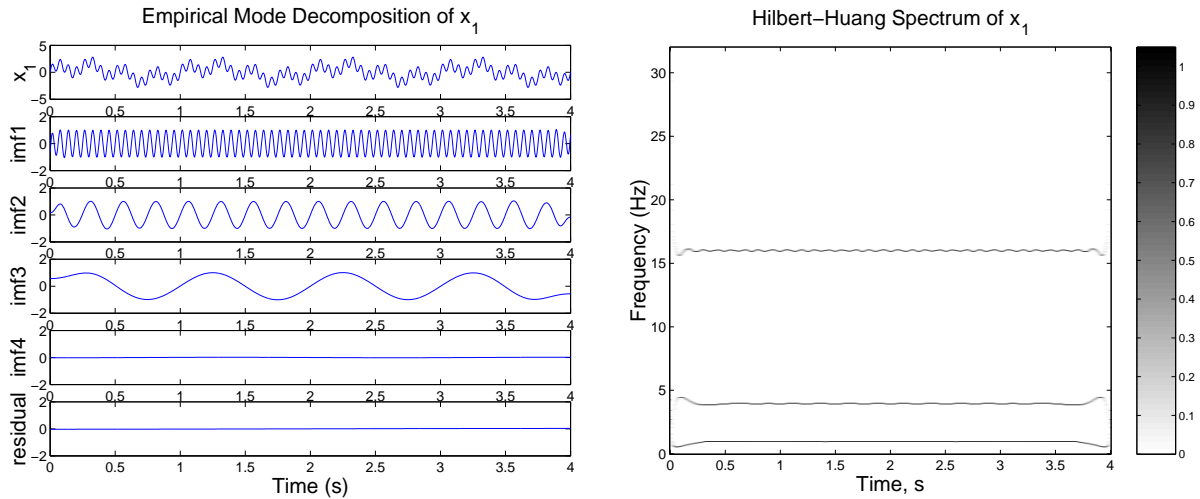 Empirical Mode Decomposition of x_1
x_1
5
0
−5
0 0.5 1 1.5 2 2.5 3 3.5 4
imf1
2
0
−2
0 0.5 1 1.5 2 2.5 3 3.5 4
imf2
2
0
−2
0 0.5 1 1.5 2 2.5 3 3.5 4
imf3
2
0
−2
0 0.5 1 1.5 2 2.5 3 3.5 4
imf4
2
0
−2
0 0.5 1 1.5 2 2.5 3 3.5 4
residual
2
0
−2
0 0.5 1 1.5 2 2.5 3 3.5 4
Time (s)
Hilbert−Huang Spectrum of x_1
Frequency (Hz)
30
25
20
15
10
5
0
0 0.5 1 1.5 2 2.5 3 3.5 4
Time, s
1
0.9
0.8
0.7
0.6
0.5
0.4
0.3
0.2
0.1
0